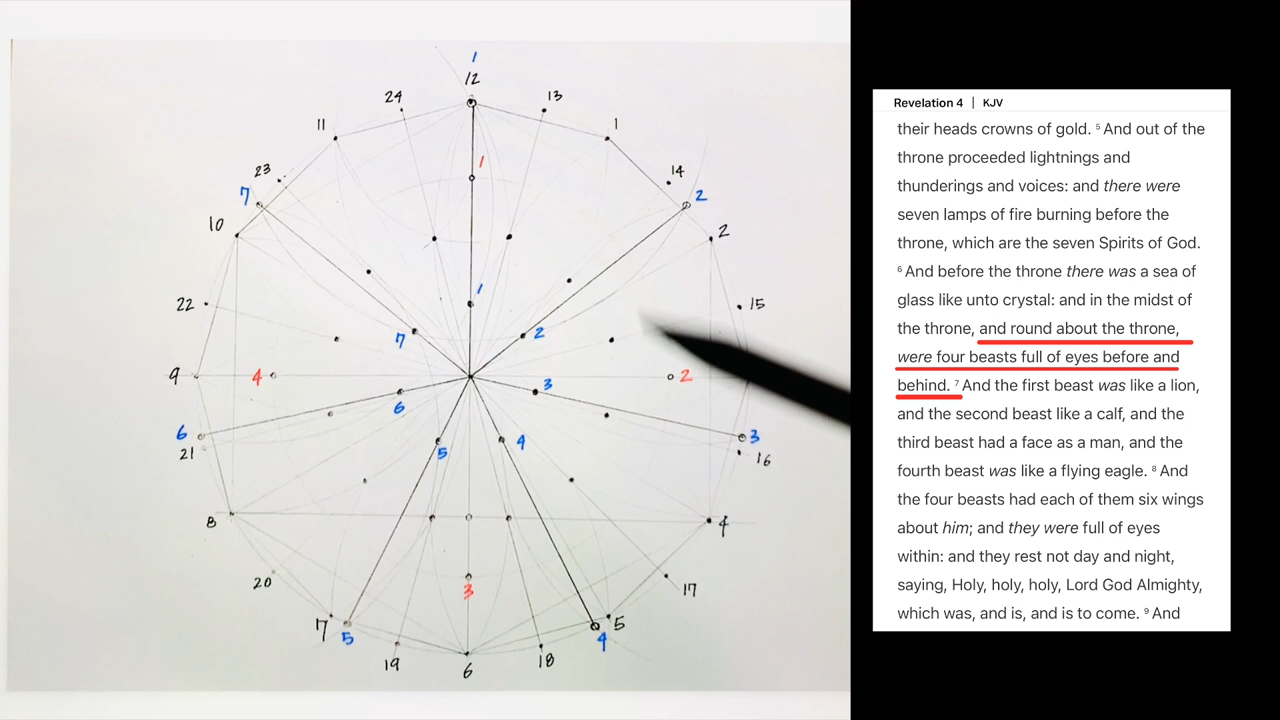 1
12
24
13
11
1
1
23
14
7
2
10
2
22
1
15
7
2
9
4
2
3
6
6
3
21
5
4
16
8
4
20
3
17
7
5
5
4
19
6
18
Revelation 4 | KJV
their heads crowns of gold. 5 And out of the
throne proceeded lightnings and
thunderings and voices: and there were
seven lamps of fire burning before the
throne, which are the seven Spirits of God.
6 And before the throne there was a sea of
glass like unto crystal: and in the midst of
the throne, and round about the throne,
were four beasts full of eyes before and
behind. 7 And the first beast was like a lion,
and the second beast like a calf, and the
third beast had a face as a man, and the
fourth beast was like a flying eagle. 8 And
the four beasts had each of them six wings
about him; and they were full of eyes
within: and they rest not day and night,
saying, Holy, holy, holy, Lord God Almighty,
which was, and is, and is to come. 9 And